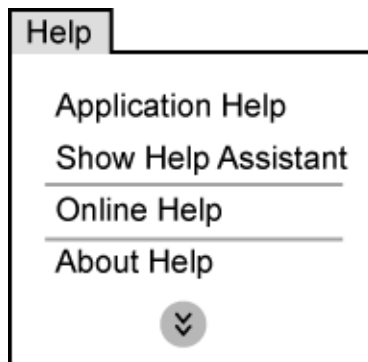 Help
Application Help
Show Help Assistant
Online Help
About Help